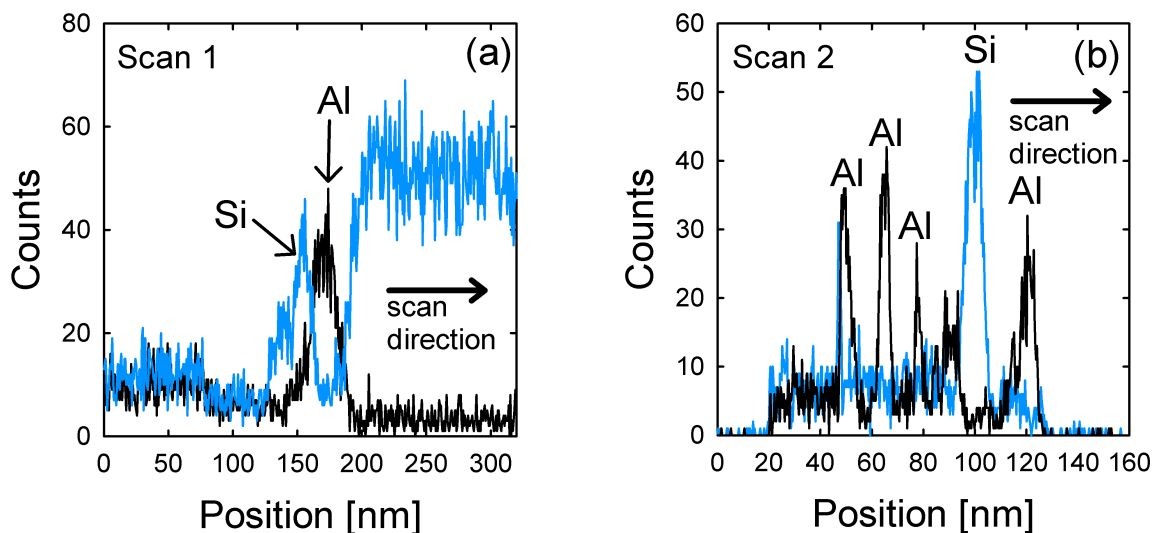 Scan 1
(a)
Al
Si
scan
direction
Counts
80
60
40
20
0
0 50 100 150 200 250 300
Position [nm]
Scan 2
Si
(b)
Al
Al
Al
Al
scan
direction
Counts
60
50
40
30
20
10
0
0 20 40 60 80 100 120 140 160
Position [nm]